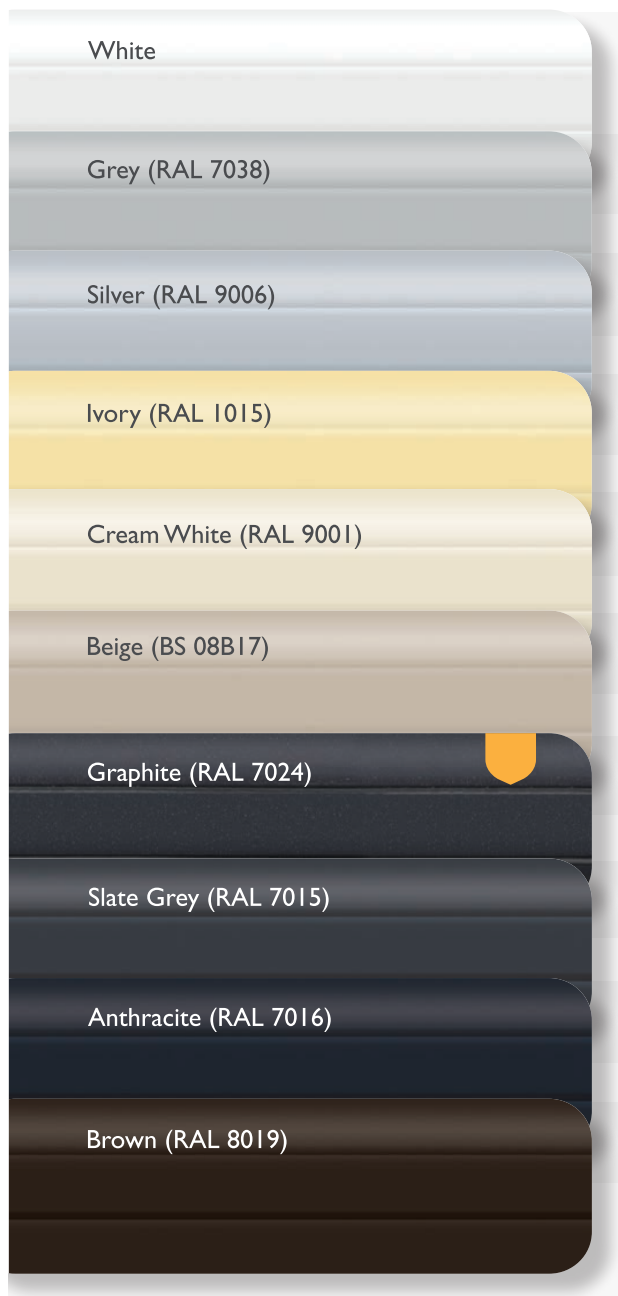 White
Grey (RAL 7038)
Silver (RAL 9006)
Ivory (RAL 1015)
Cream White (RAL 9001)
Beige (BS 08B17)
Graphite (RAL 7024)
Slate Grey (RAL 7015)
Anthracite (RAL 7016)
Brown (RAL 8019)